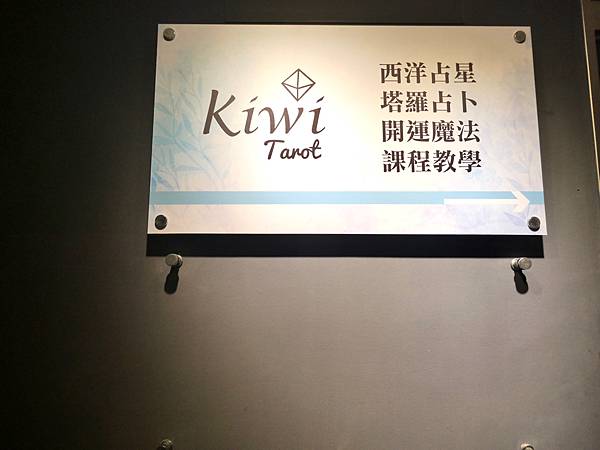 Kiwi
Tarot
西洋占星
塔羅占卜
開運魔法
課程教學